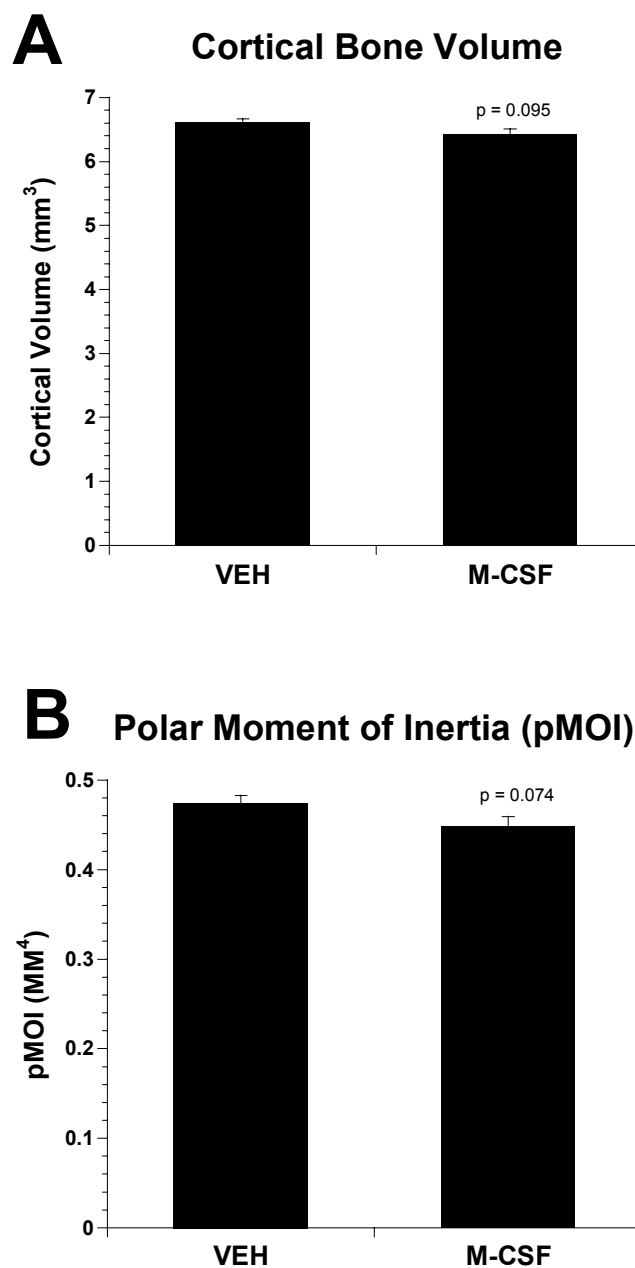 A
Cortical Bone Volume
7
6
5
4
3
2
1
0
Cortical Volume (mm³)
p = 0.095
VEH
M-CSF
B
Polar Moment of Inertia (pMOI)
0.5
0.4
0.3
0.2
0.1
0
pMOI (MM⁴)
p = 0.074
VEH
M-CSF